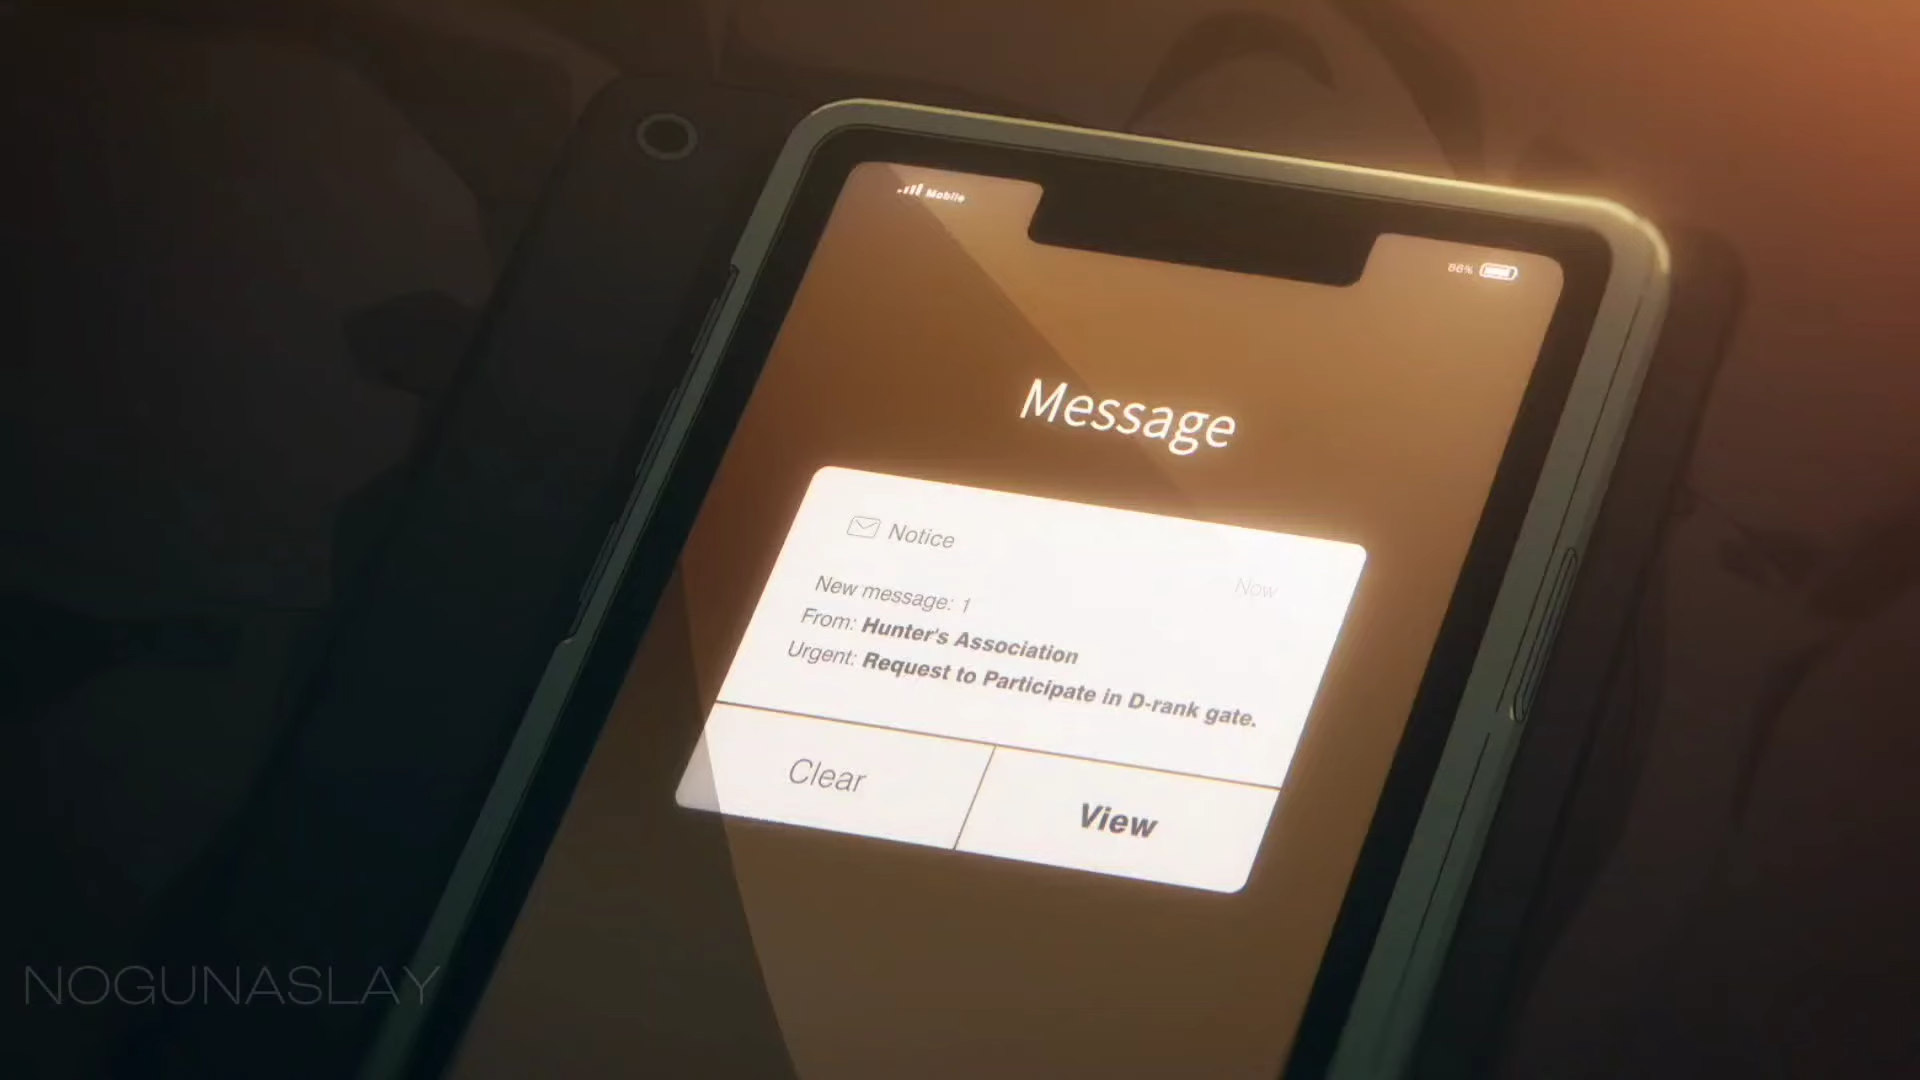 Mobile
Message
Notice
Now
New message: 1
From: Hunter's Association
Urgent: Request to Participate in D-rank gate.
Clear
View
NOGUNASLAY